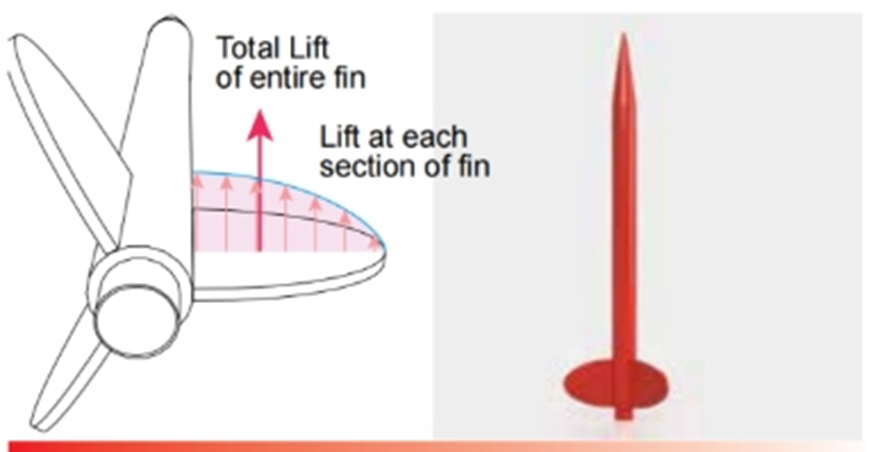 Total Lift
of entire fin
Lift at each
section of fin